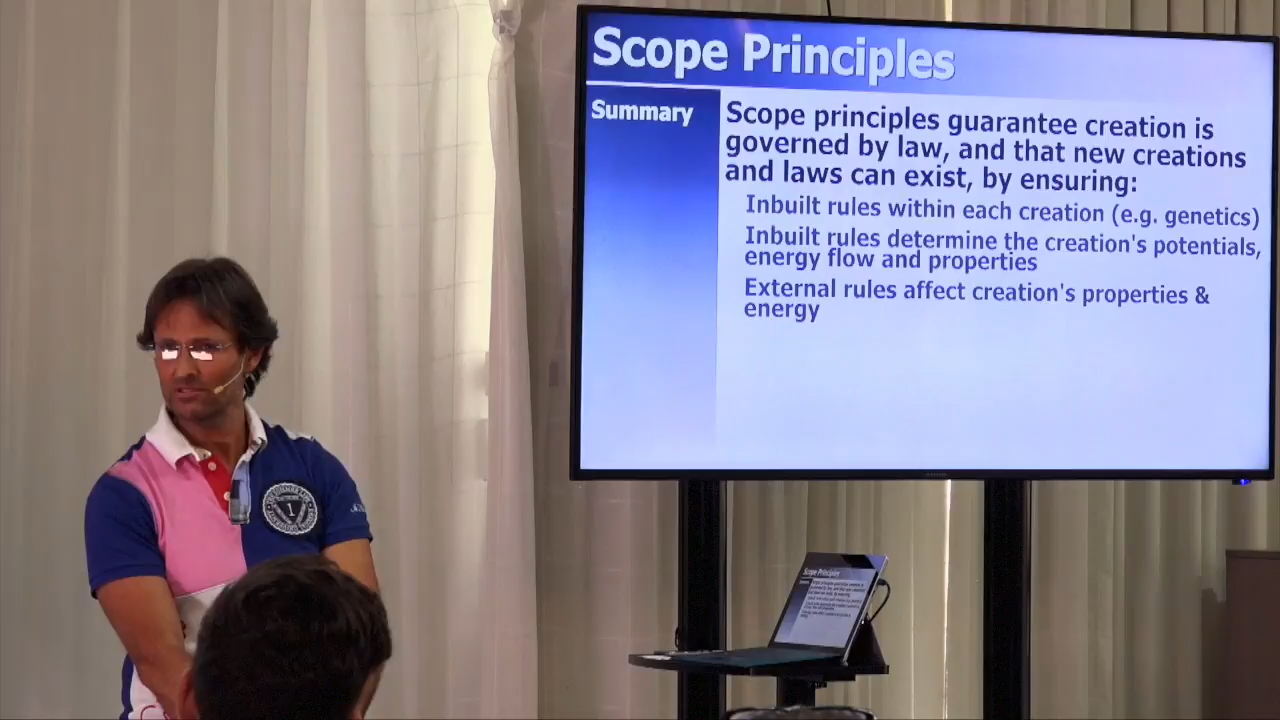 Scope Principles
Summary
Scope principles guarantee creation is
governed by law, and that new creations
and laws can exist, by ensuring:
Inbuilt rules within each creation (e.g. genetics)
Inbuilt rules determine the creation's potentials,
energy flow and properties
External rules affect creation's properties &
energy
1
Scope Principles